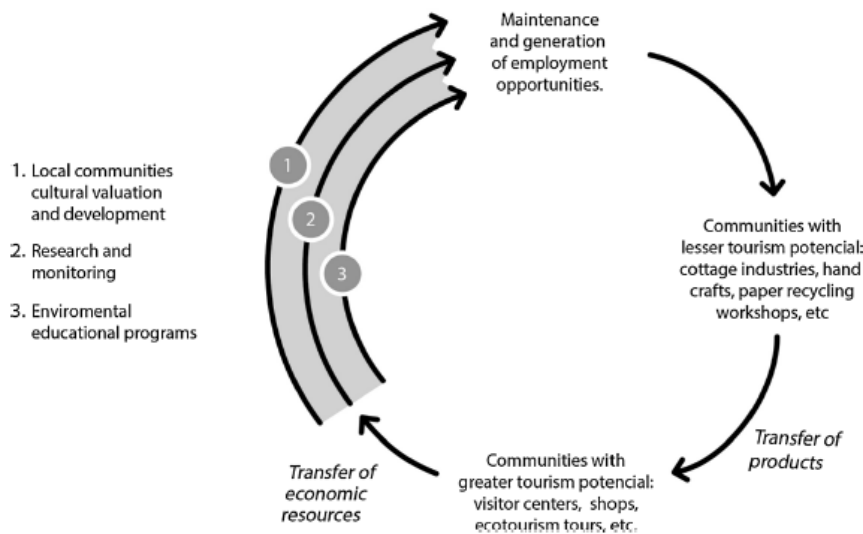 Maintenance
and generation
of employment
opportunities.
1
2
3
1. Local communities
cultural valuation
and development
2. Research and
monitoring
3. Enviromental
educational programs
Communities with
lesser tourism potencial:
cottage industries, hand
crafts, paper recycling
workshops, etc
Transfer of
products
Communities with
greater tourism potencial:
visitor centers, shops,
ecotourism tours, etc.
Transfer of
economic
resources